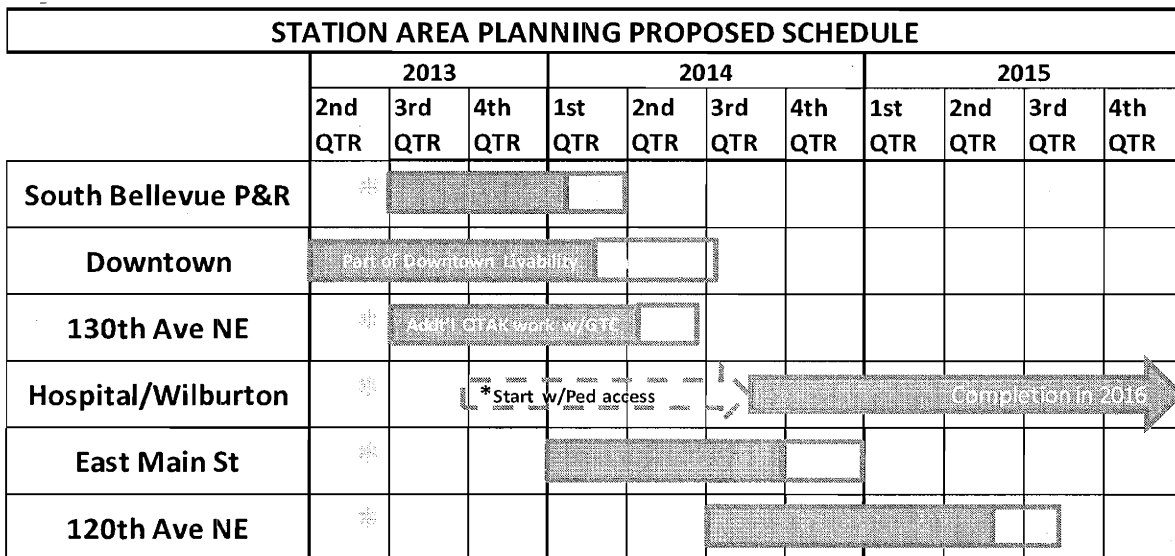 STATION AREA PLANNING PROPOSED SCHEDULE
2013 2014 2015
2nd QTR 3rd QTR 4th QTR 1st QTR 2nd QTR 3rd QTR 4th QTR 1st QTR 2nd QTR 3rd QTR 4th QTR
South Bellevue P&R *
Downtown Part of Downtown Livability
130th Ave NE * Addt'l OTAK work w/GTC
Hospital/Wilburton * *Start w/Ped access Completion in 2016
East Main St *
120th Ave NE *